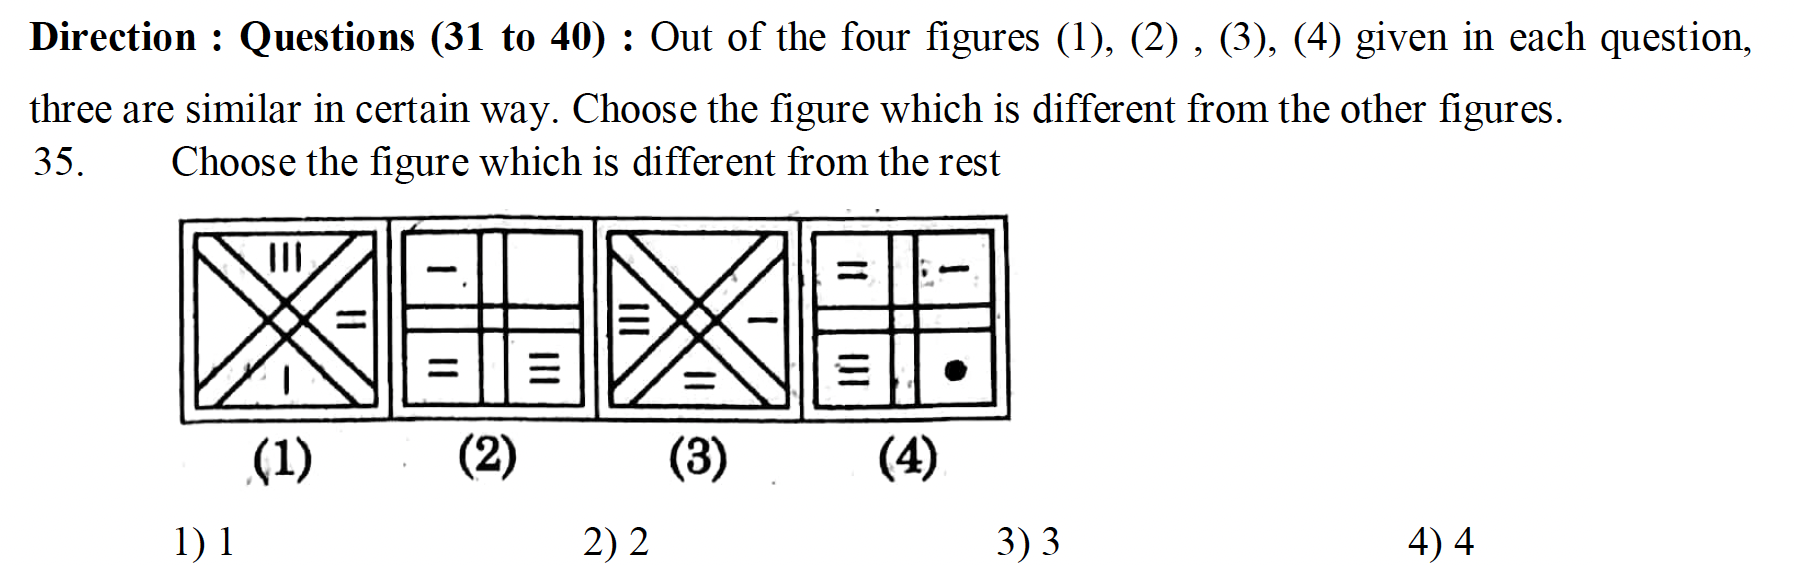 Direction : Questions (31 to 40) : Out of the four figures (1), (2) , (3), (4) given in each question,
three are similar in certain way. Choose the figure which is different from the other figures.
35. Choose the figure which is different from the rest
(1) (2) (3) (4)
1) 1 2) 2 3) 3 4) 4